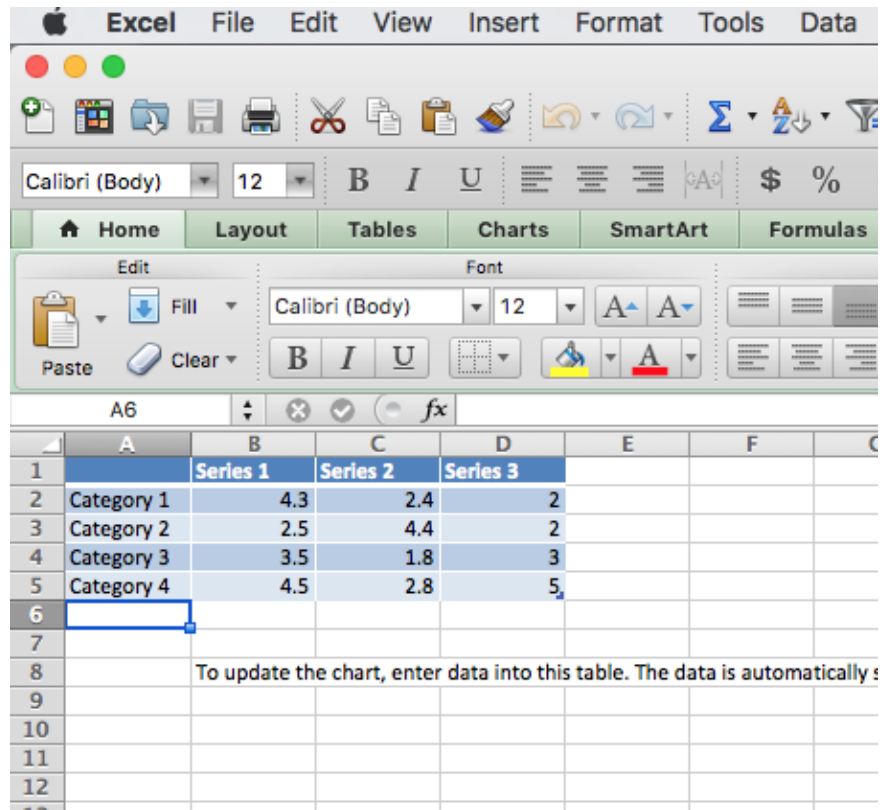 Excel File Edit View Insert Format Tools Data
Calibri (Body) 12 B I U $ %
Home Layout Tables Charts SmartArt Formulas
Edit Font
Fill Calibri (Body) 12 A A
Paste Clear B I U A
A6 fx
A B C D E F
1 Series 1 Series 2 Series 3
2 Category 1 4.3 2.4 2
3 Category 2 2.5 4.4 2
4 Category 3 3.5 1.8 3
5 Category 4 4.5 2.8 5
6
7
8 To update the chart, enter data into this table. The data is automatically
9
10
11
12